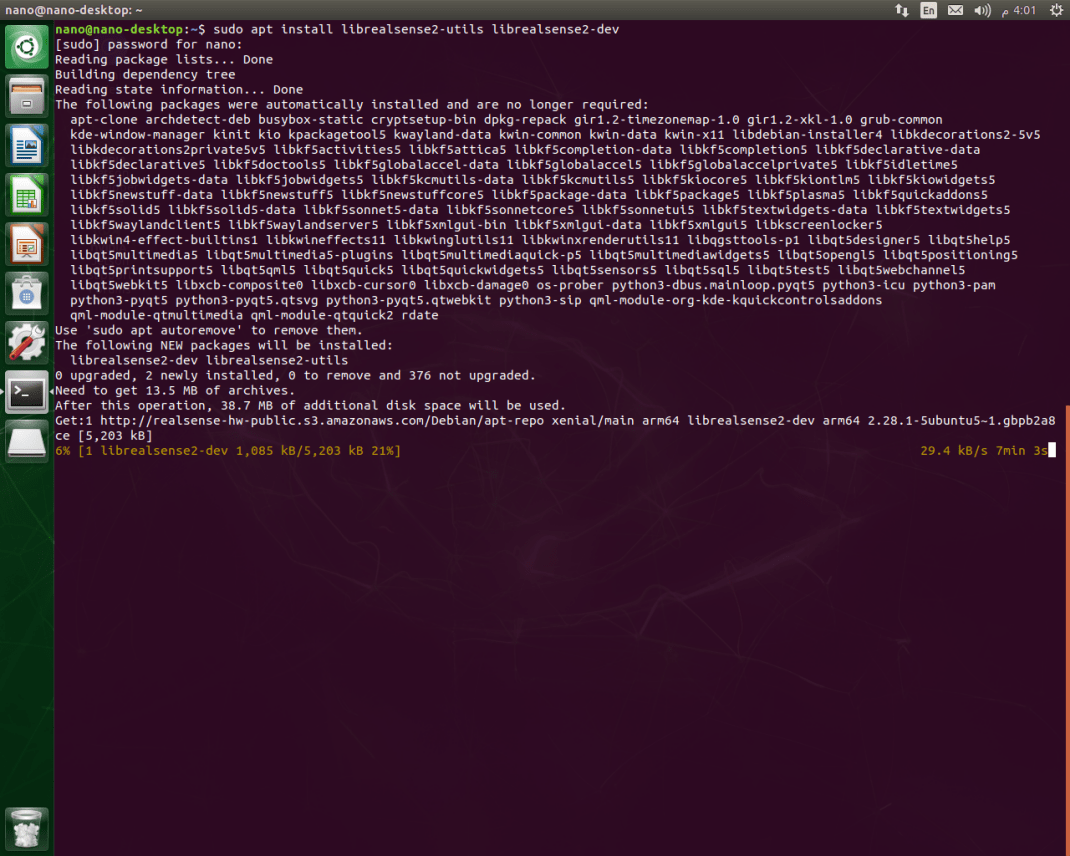 nano@nano-desktop: ~
En
م 4:01
nano@nano-desktop:~$ sudo apt install librealsense2-utils librealsense2-dev
[sudo] password for nano:
Reading package lists... Done
Building dependency tree
Reading state information... Done
The following packages were automatically installed and are no longer required:
apt-clone archdetect-deb busybox-static cryptsetup-bin dpkg-repack gir1.2-timezonemap-1.0 gir1.2-xkl-1.0 grub-common
kde-window-manager kinit kio kpackagetool5 kwayland-data kwin-common kwin-data kwin-x11 libdebian-installer4 libkdecorations2-5v5
libkdecorations2private5v5 libkf5activities5 libkf5attica5 libkf5completion-data libkf5completion5 libkf5declarative-data
libkf5declarative5 libkf5doctools5 libkf5globalaccel-data libkf5globalaccel5 libkf5globalaccelprivate5 libkf5idletime5
libkf5jobwidgets-data libkf5jobwidgets5 libkf5kcmutils-data libkf5kcmutils5 libkf5kiocore5 libkf5kiontlm5 libkf5kiowidgets5
libkf5newstuff-data libkf5newstuff5 libkf5newstuffcore5 libkf5package-data libkf5package5 libkf5plasma5 libkf5quickaddons5
libkf5solid5 libkf5solid5-data libkf5sonnet5-data libkf5sonnetcore5 libkf5sonnetui5 libkf5textwidgets-data libkf5textwidgets5
libkf5waylandclient5 libkf5waylandserver5 libkf5xmlgui-bin libkf5xmlgui-data libkf5xmlgui5 libkscreenlocker5
libkwin4-effect-builtins1 libkwineffects11 libkwinglutils11 libkwinxrenderutils11 libqgsttools-p1 libqt5designer5 libqt5help5
libqt5multimedia5 libqt5multimedia5-plugins libqt5multimediaquick-p5 libqt5multimediawidgets5 libqt5opengl5 libqt5positioning5
libqt5printsupport5 libqt5qml5 libqt5quick5 libqt5quickwidgets5 libqt5sensors5 libqt5sql5 libqt5test5 libqt5webchannel5
libqt5webkit5 libxcb-composite0 libxcb-cursor0 libxcb-damage0 os-prober python3-dbus.mainloop.pyqt5 python3-icu python3-pam
python3-pyqt5 python3-pyqt5.qtsvg python3-pyqt5.qtwebkit python3-sip qml-module-org-kde-kquickcontrolsaddons
qml-module-qtmultimedia qml-module-qtquick2 rdate
Use 'sudo apt autoremove' to remove them.
The following NEW packages will be installed:
librealsense2-dev librealsense2-utils
0 upgraded, 2 newly installed, 0 to remove and 376 not upgraded.
Need to get 13.5 MB of archives.
After this operation, 38.7 MB of additional disk space will be used.
Get:1 http://realsense-hw-public.s3.amazonaws.com/Debian/apt-repo xenial/main arm64 librealsense2-dev arm64 2.28.1-5ubuntu5~1.gbpb2a8
ce [5,203 kB]
6% [1 librealsense2-dev 1,085 kB/5,203 kB 21%] 29.4 kB/s 7min 3s